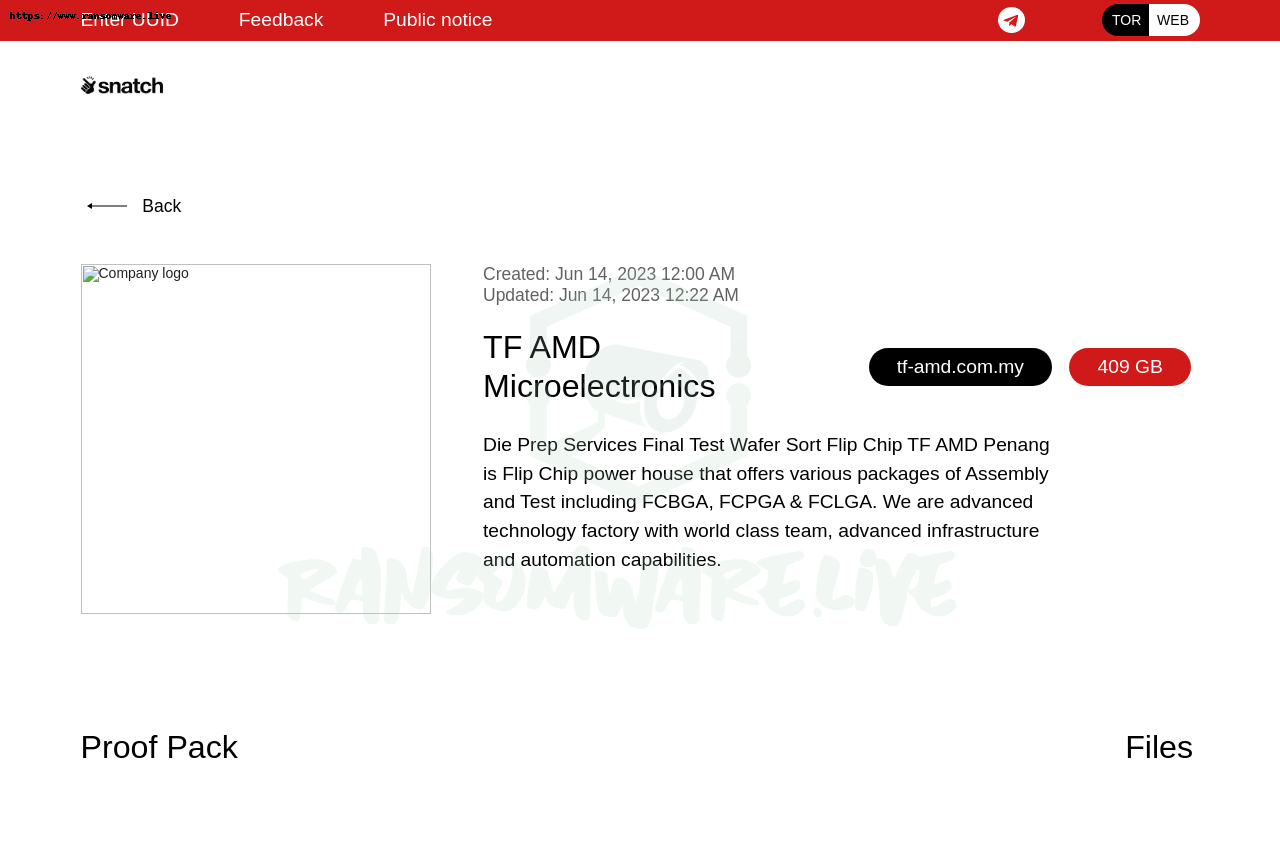 https://www.ransomware.live
Enter UUID Feedback Public notice TOR WEB
snatch
Back
Company logo
Created: Jun 14, 2023 12:00 AM
Updated: Jun 14, 2023 12:22 AM
TF AMD
Microelectronics
tf-amd.com.my 409 GB
Die Prep Services Final Test Wafer Sort Flip Chip TF AMD Penang
is Flip Chip power house that offers various packages of Assembly
and Test including FCBGA, FCPGA & FCLGA. We are advanced
technology factory with world class team, advanced infrastructure
and automation capabilities.
RANSOMWARE.LIVE
Proof Pack Files